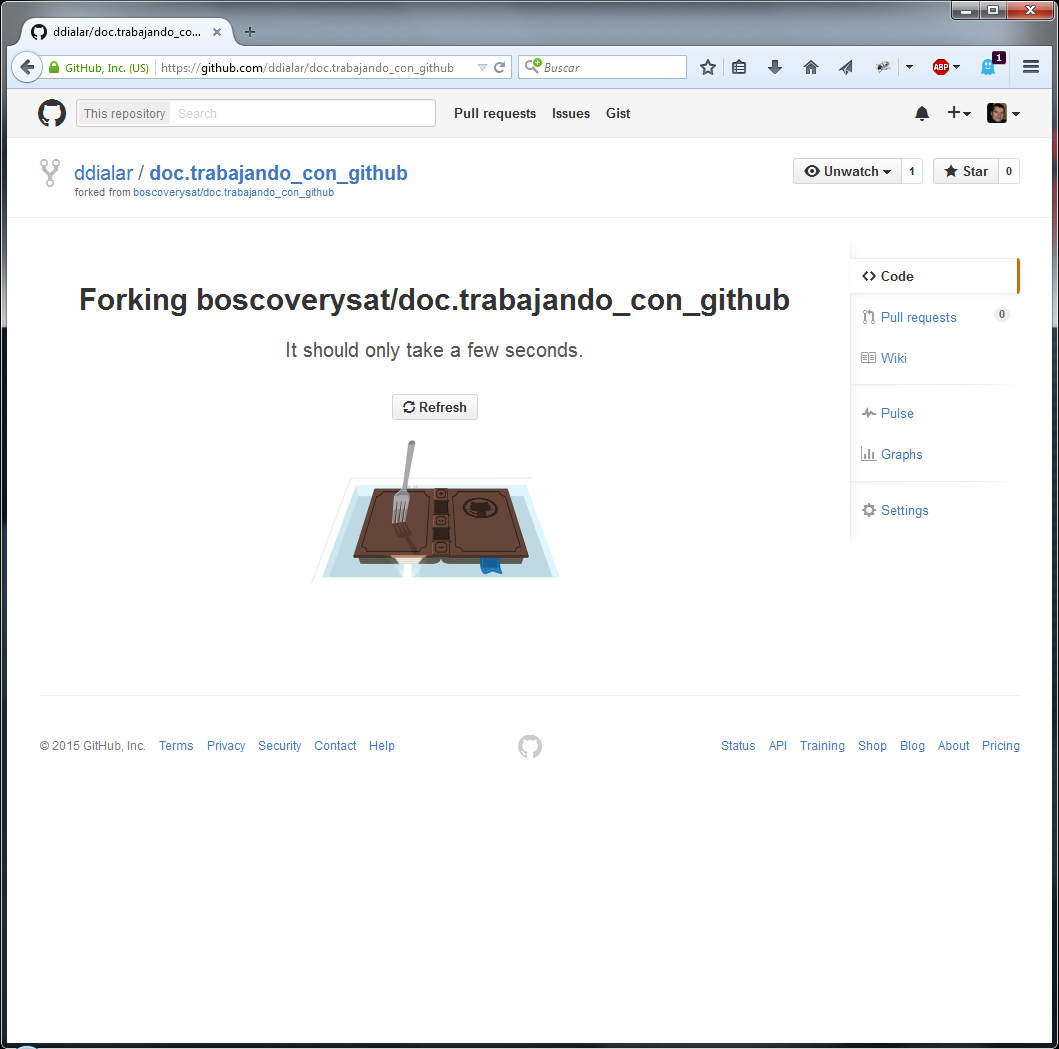 ddialar/doc.trabajando_co...
GitHub, Inc. (US) https://github.com/ddialar/doc.trabajando_con_github Buscar ABP 1
This repository Search Pull requests Issues Gist
ddialar / doc.trabajando_con_github Unwatch 1 Star 0
forked from boscoverysat/doc.trabajando_con_github
Code
Forking boscoverysat/doc.trabajando_con_github
Pull requests 0
It should only take a few seconds.
Wiki
Refresh
Pulse
Graphs
Settings
© 2015 GitHub, Inc. Terms Privacy Security Contact Help Status API Training Shop Blog About Pricing